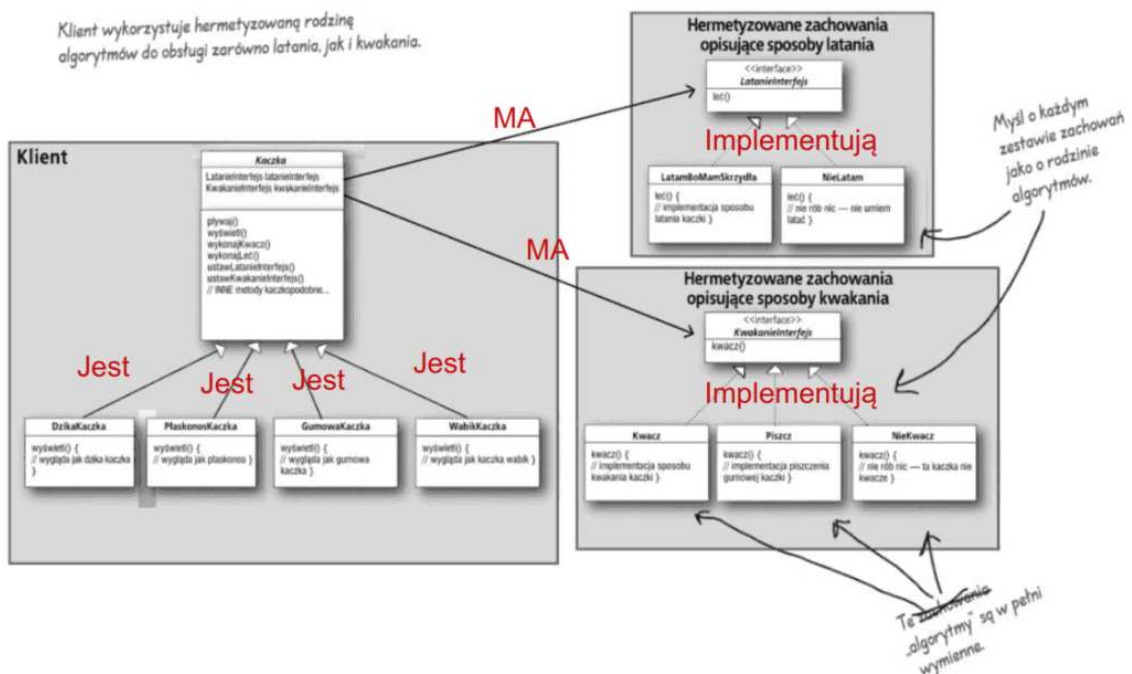 Klient wykorzystuje hermetyzowaną rodzinę
algorytmów do obsługi zarówno latania, jak i kwakania.
Hermetyzowane zachowania
opisujące sposoby latania
<<interface>>
LatanieInterfejs
leć()
MA
Implementują
LatamBoMamSkrzydła
leć() {
// implementacja sposobu
latania kaczki }
NieLatam
leć() {
// nie rób nic — nie umiem
latać }
Myśl o każdym
zestawie zachowań
jako o rodzinie
algorytmów.
Klient
Kaczka
LatanieInterfejs latanieInterfejs
KwakanieInterfejs kwakanieInterfejs
pływaj()
wyświetl()
wykonajKwacz()
wykonajLeć()
ustawLatanieInterfejs()
ustawKwakanieInterfejs()
// INNE metody kaczkopodobne...
MA
Jest
Jest
Jest
Jest
DzikaKaczka
wyświetl() {
// wygląda jak dzika kaczka
}
PłaskonosKaczka
wyświetl() {
// wygląda jak płaskonos }
GumowaKaczka
wyświetl() {
// wygląda jak gumowa
kaczka }
WabikKaczka
wyświetl() {
// wygląda jak kaczka wabik }
Hermetyzowane zachowania
opisujące sposoby kwakania
<<interface>>
KwakanieInterfejs
kwacz()
Implementują
Kwacz
kwacz() {
// implementacja sposobu
kwakania kaczki }
Piszcz
kwacz() {
// implementacja piszczenia
gumowej kaczki }
NieKwacz
kwacz() {
// nie rób nic — ta kaczka nie
kwacze }
Te zachowania
„algorytmy” są w pełni
wymienne.